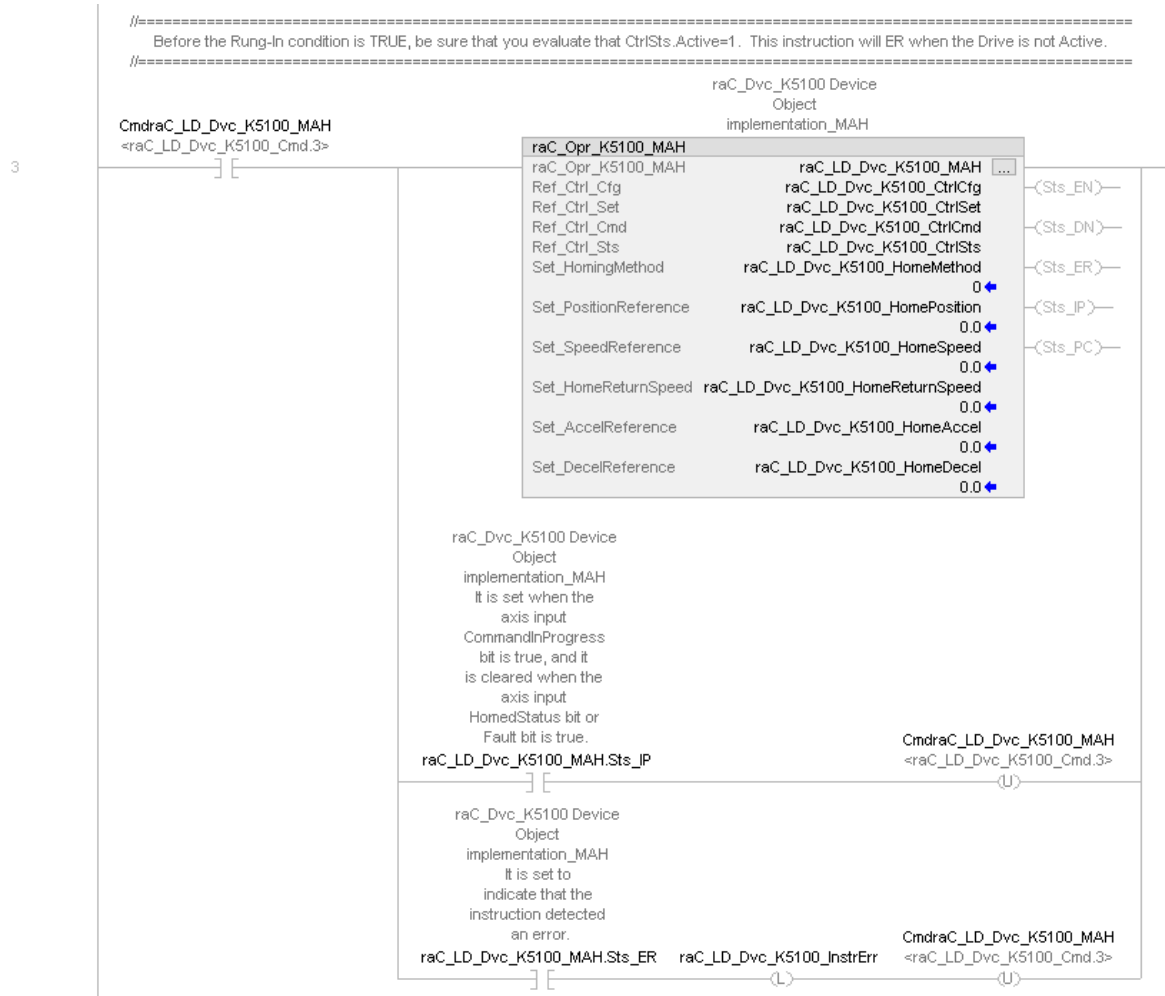 //=====================================================================================================================
Before the Rung-In condition is TRUE, be sure that you evaluate that CtrlSts.Active=1. This instruction will ER when the Drive is not Active.
//=====================================================================================================================
raC_Dvc_K5100 Device
Object
implementation_MAH
CmdraC_LD_Dvc_K5100_MAH
<raC_LD_Dvc_K5100_Cmd.3>
3
raC_Opr_K5100_MAH
raC_Opr_K5100_MAH raC_LD_Dvc_K5100_MAH ...
Ref_Ctrl_Cfg raC_LD_Dvc_K5100_CtrlCfg (Sts_EN)
Ref_Ctrl_Set raC_LD_Dvc_K5100_CtrlSet
Ref_Ctrl_Cmd raC_LD_Dvc_K5100_CtrlCmd (Sts_DN)
Ref_Ctrl_Sts raC_LD_Dvc_K5100_CtrlSts
Set_HomingMethod raC_LD_Dvc_K5100_HomeMethod (Sts_ER)
0
Set_PositionReference raC_LD_Dvc_K5100_HomePosition (Sts_IP)
0.0
Set_SpeedReference raC_LD_Dvc_K5100_HomeSpeed (Sts_PC)
0.0
Set_HomeReturnSpeed raC_LD_Dvc_K5100_HomeReturnSpeed
0.0
Set_AccelReference raC_LD_Dvc_K5100_HomeAccel
0.0
Set_DecelReference raC_LD_Dvc_K5100_HomeDecel
0.0
raC_Dvc_K5100 Device
Object
implementation_MAH
It is set when the
axis input
CommandInProgress
bit is true, and it
is cleared when the
axis input
HomedStatus bit or
Fault bit is true.
raC_LD_Dvc_K5100_MAH.Sts_IP
CmdraC_LD_Dvc_K5100_MAH
<raC_LD_Dvc_K5100_Cmd.3>
(U)
raC_Dvc_K5100 Device
Object
implementation_MAH
It is set to
indicate that the
instruction detected
an error.
raC_LD_Dvc_K5100_MAH.Sts_ER
raC_LD_Dvc_K5100_InstrErr
(L)
CmdraC_LD_Dvc_K5100_MAH
<raC_LD_Dvc_K5100_Cmd.3>
(U)